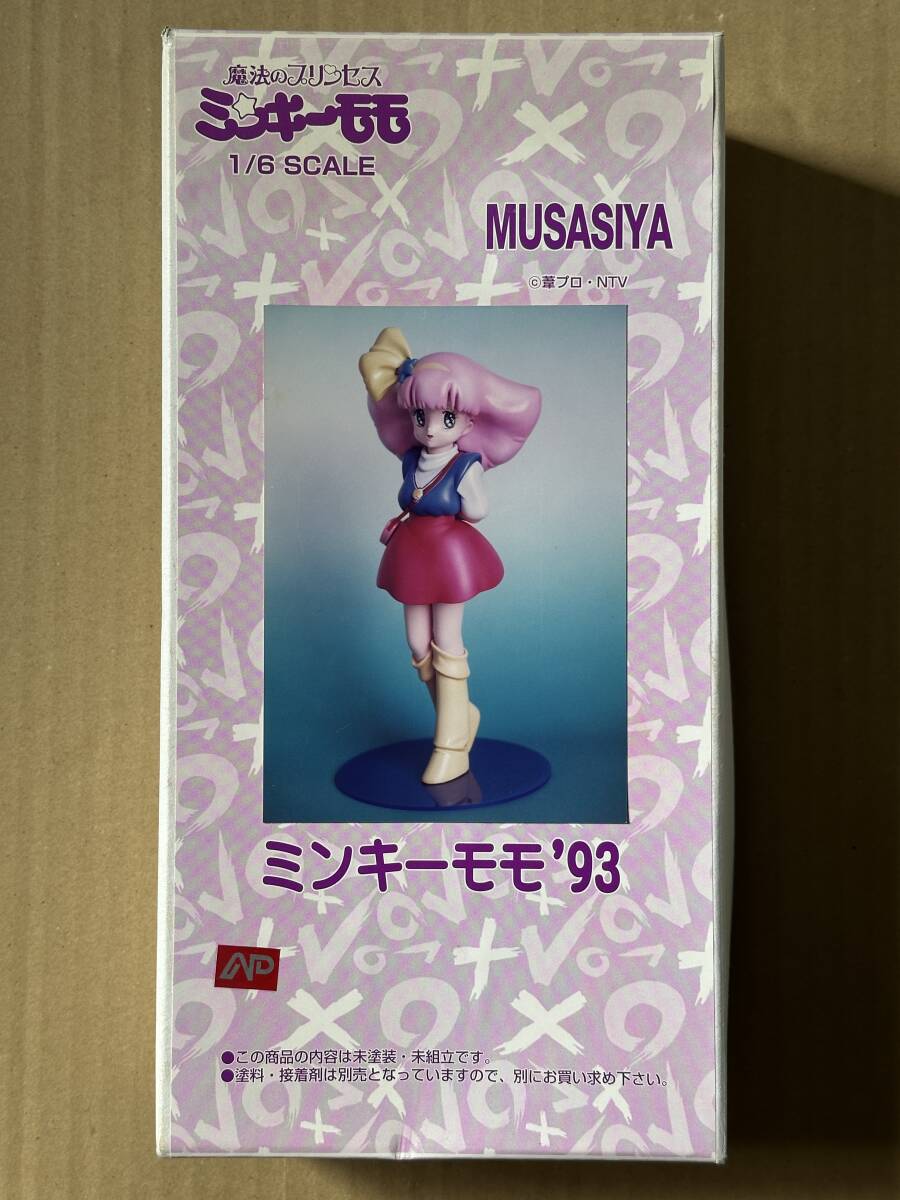 魔法のプリンセス
ミンキーモモ
1/6 SCALE
MUSASIYA
©葦プロ・NTV
ミンキーモモ’93
AP
●この商品の内容は未塗装・未組立です。
●塗料・接着剤は別売となっていますので、別にお買い求め下さい。